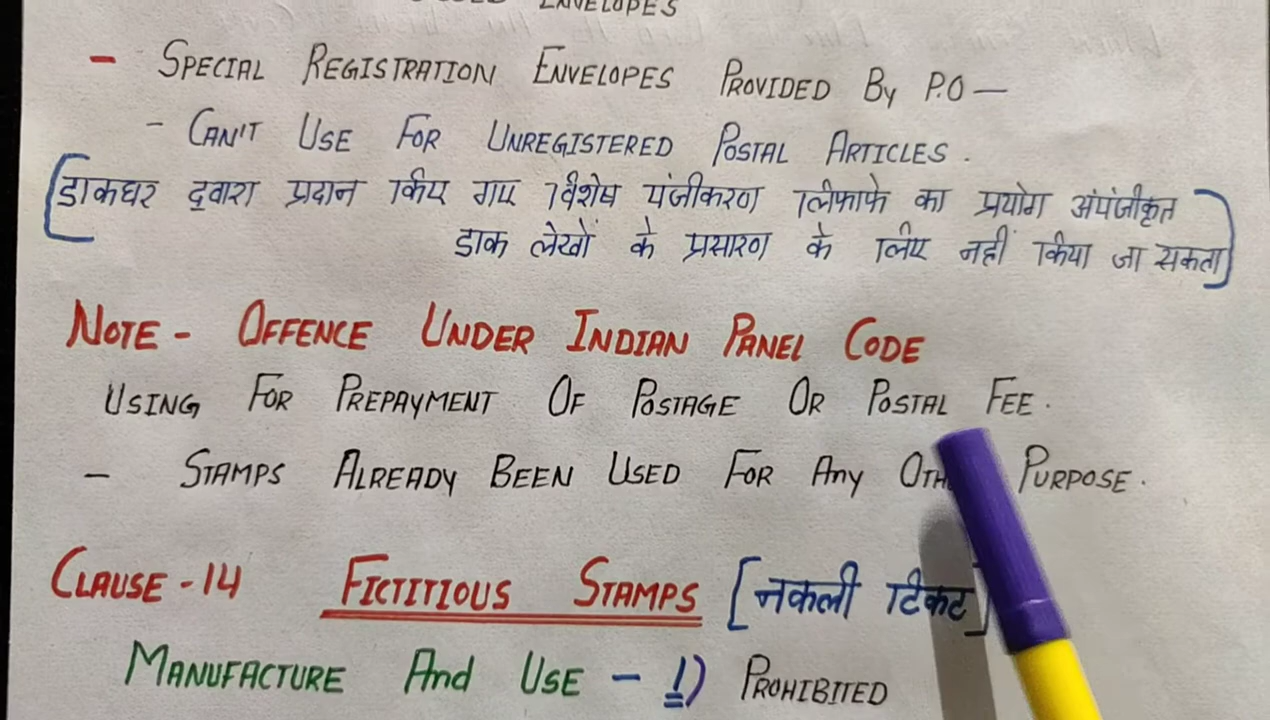 ENVELOPES
- SPECIAL REGISTRATION ENVELOPES PROVIDED BY P.O —
- CAN'T USE FOR UNREGISTERED POSTAL ARTICLES .
[डाकघर द्वारा प्रदान किए गए विशेष पंजीकरण लिफाफे का प्रयोग अंपंजीकृत
डाक लेखों के प्रसारण के लिए नहीं किया जा सकता]
NOTE - OFFENCE UNDER INDIAN PANEL CODE
USING FOR PREPAYMENT OF POSTAGE OR POSTAL FEE .
- STAMPS ALREADY BEEN USED FOR ANY PURPOSE .
CLAUSE - 14 FICTITIOUS STAMPS [नकली टिकट]
MANUFACTURE AND USE - 1) PROHIBITED